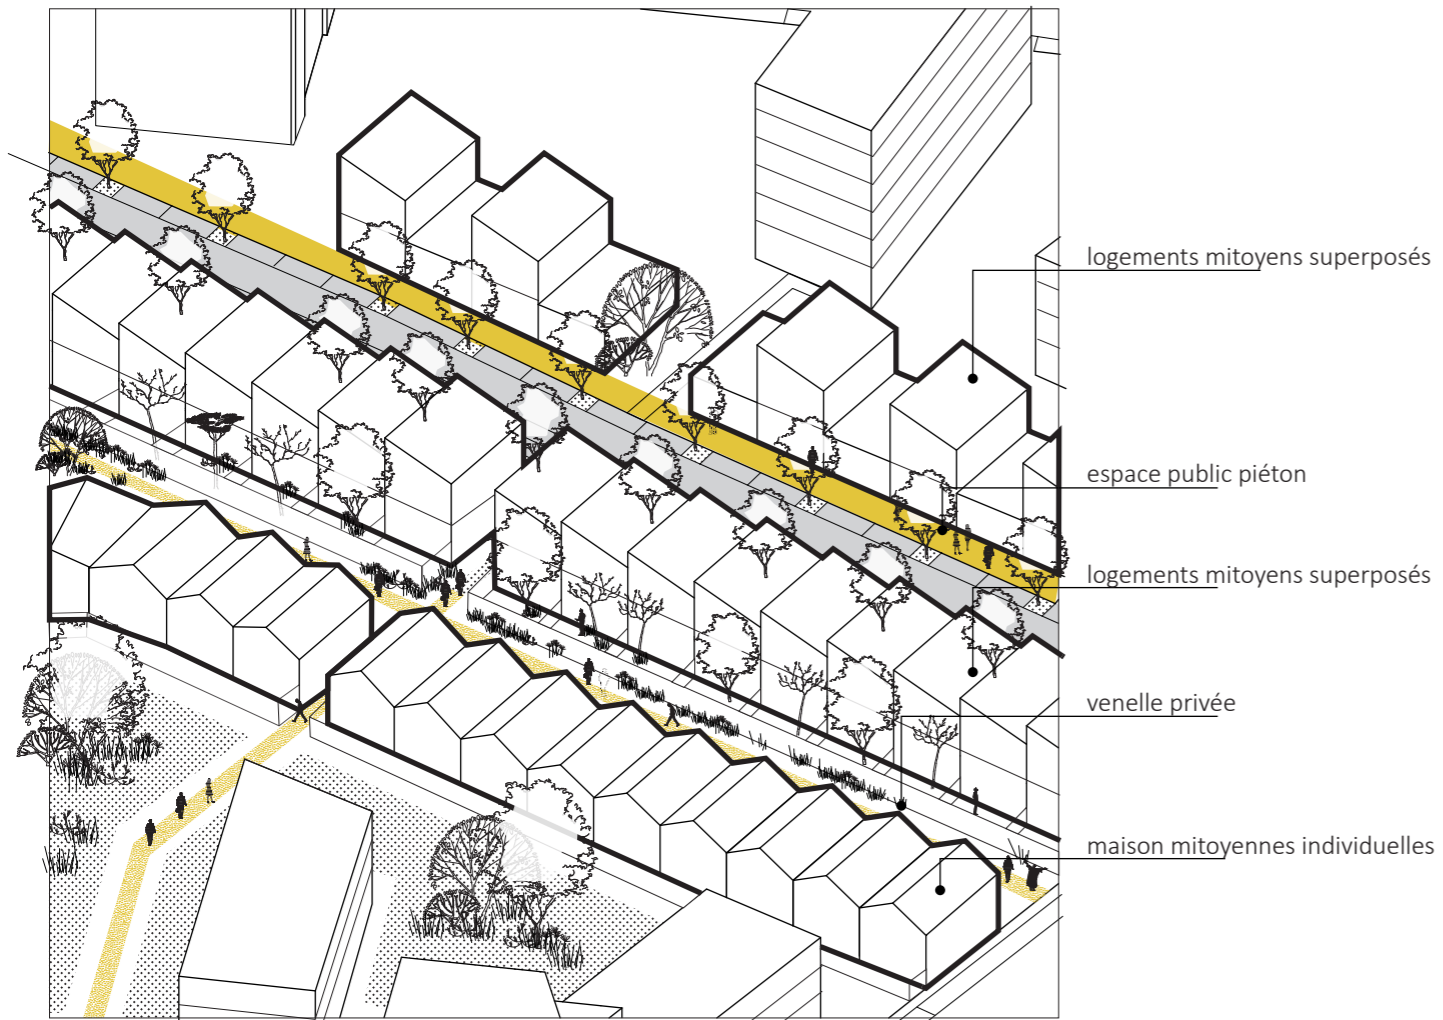 logements mitoyens superposés
espace public piéton
logements mitoyens superposés
venelle privée
maison mitoyennes individuelles